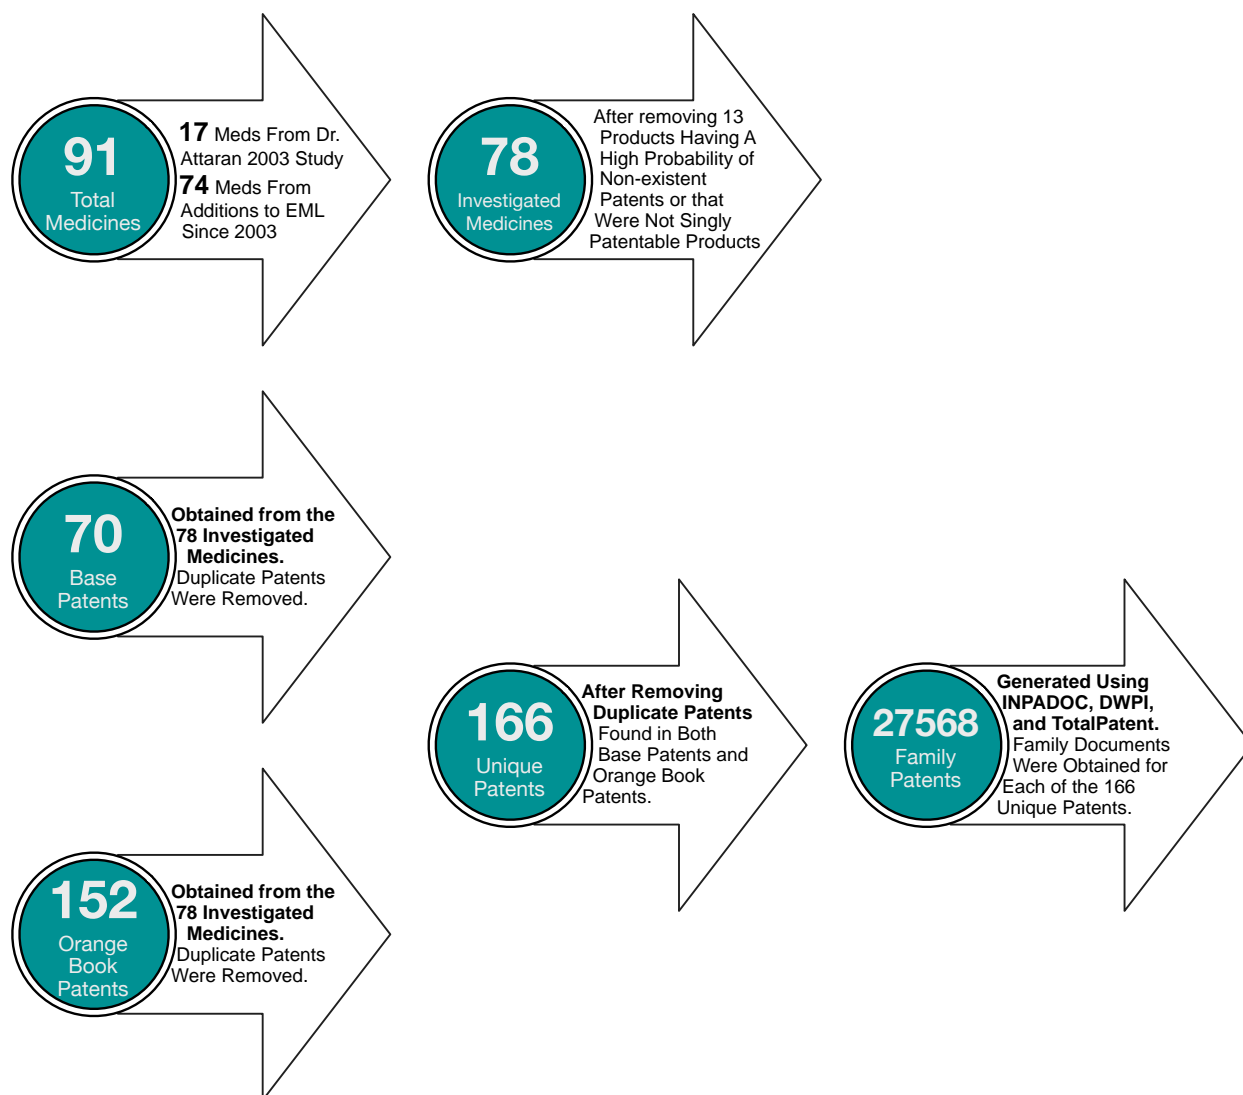 91
Total
Medicines
17 Meds From Dr.
Attaran 2003 Study
74 Meds From
Additions to EML
Since 2003
78
Investigated
Medicines
After removing 13
Products Having A
High Probability of
Non-existent
Patents or that
Were Not Singly
Patentable Products
70
Base
Patents
Obtained from the
78 Investigated
Medicines.
Duplicate Patents
Were Removed.
152
Orange
Book
Patents
Obtained from the
78 Investigated
Medicines.
Duplicate Patents
Were Removed.
166
Unique
Patents
After Removing
Duplicate Patents
Found in Both
Base Patents and
Orange Book
Patents.
27568
Family
Patents
Generated Using
INPADOC, DWPI,
and TotalPatent.
Family Documents
Were Obtained for
Each of the 166
Unique Patents.